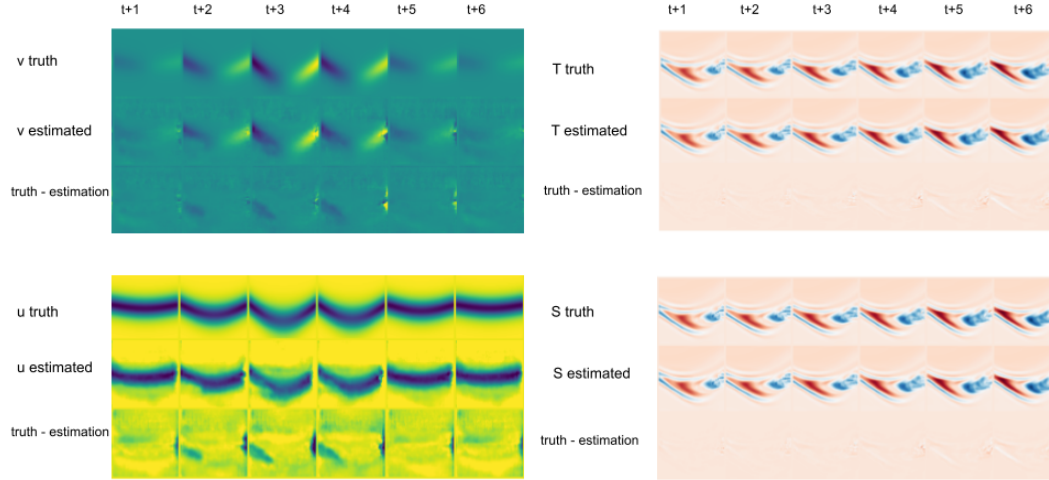 t+1 t+2 t+3 t+4 t+5 t+6
v truth
v estimated
truth - estimation
t+1 t+2 t+3 t+4 t+5 t+6
T truth
T estimated
truth - estimation
u truth
u estimated
truth - estimation
S truth
S estimated
truth - estimation